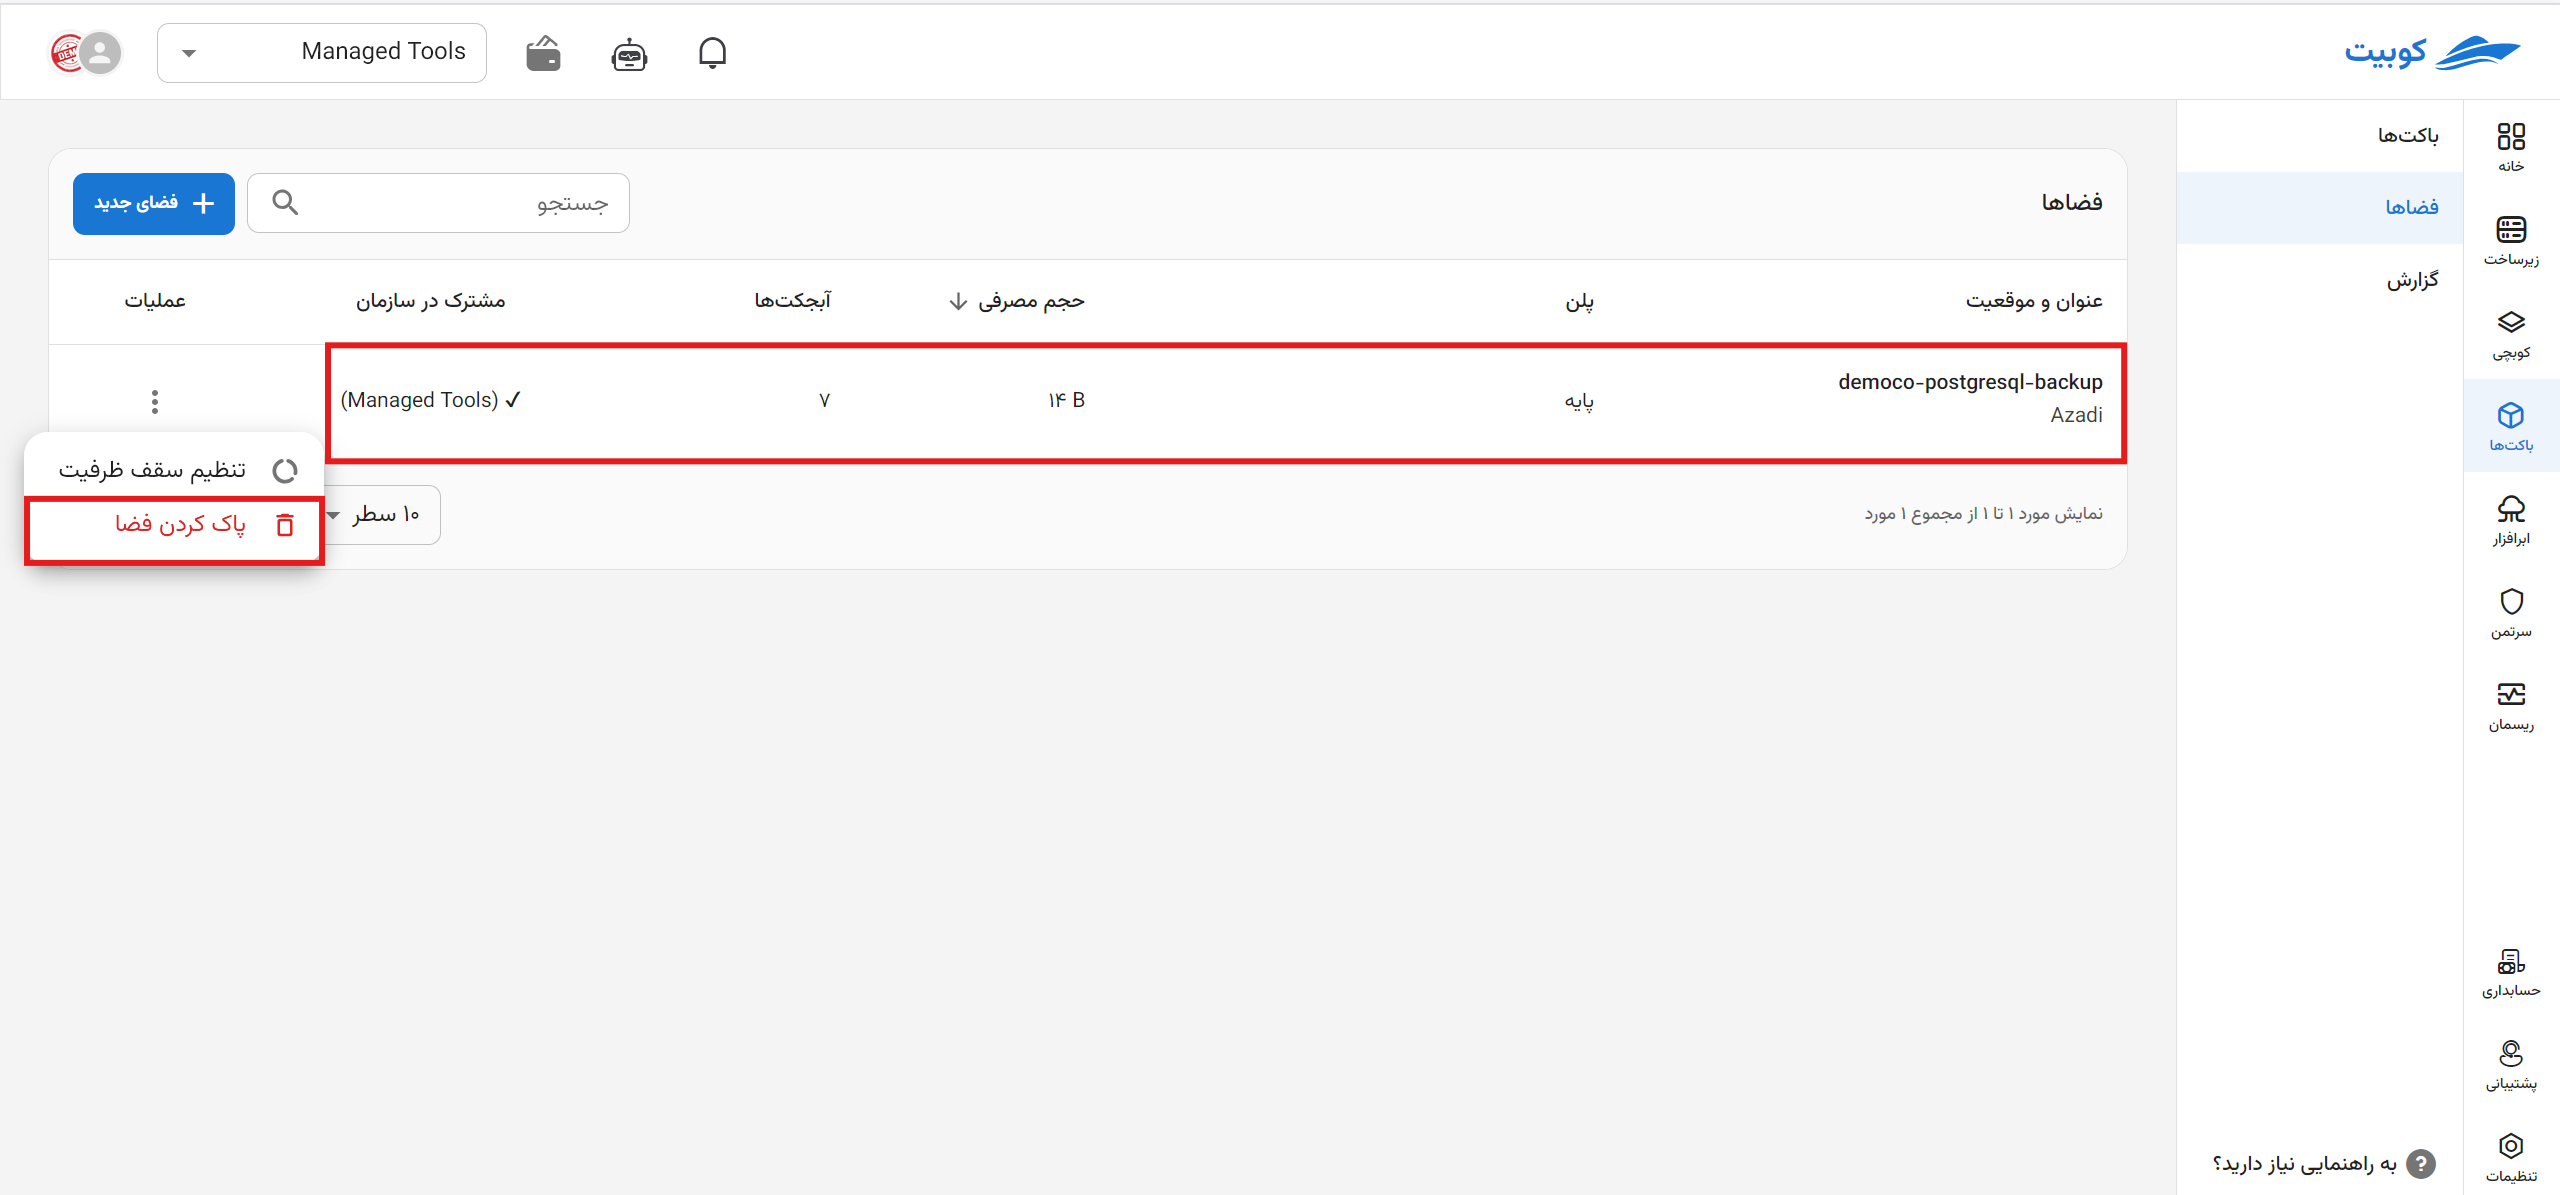 کوبیت
Managed Tools
خانه
زیرساخت
کوبچی
باکت‌ها
ابرافزار
سرتمن
ریسمان
حسابداری
پشتیبانی
تنظیمات
باکت‌ها
فضاها
گزارش
به راهنمایی نیاز دارید؟
فضاها
جستجو
فضای جدید
عنوان و موقعیت پلن حجم مصرفی آبجکت‌ها مشترک در سازمان عملیات
democo-postgresql-backup
Azadi
پایه ۱۴ B ۷ ✓ (Managed Tools)
تنظیم سقف ظرفیت
پاک کردن فضا
نمایش مورد ۱ تا ۱ از مجموع ۱ مورد
۱۰ سطر